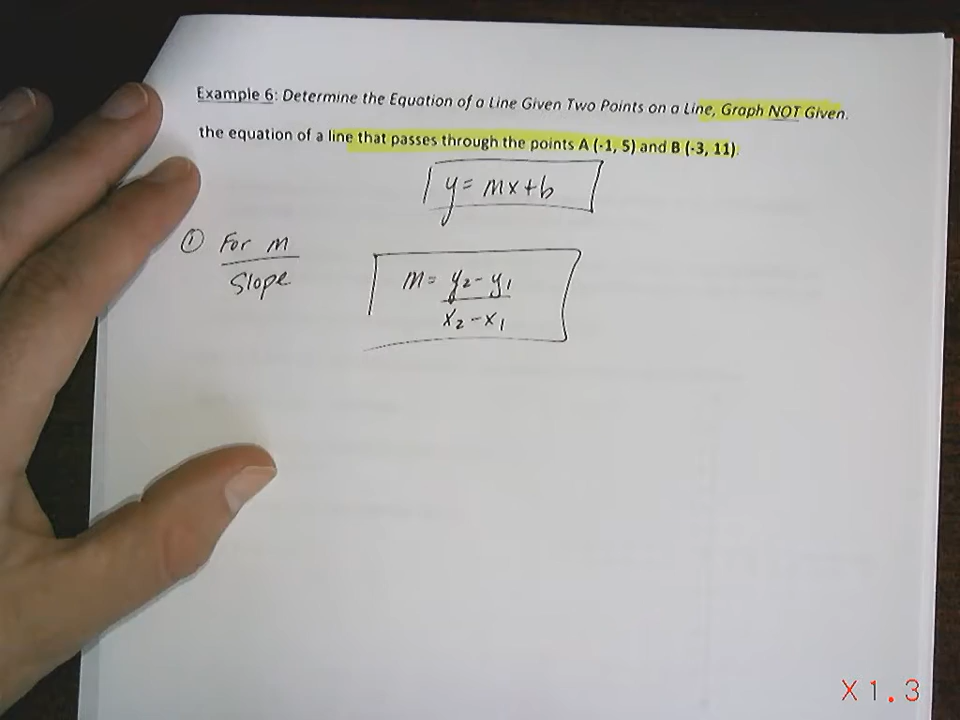 Example 6: Determine the Equation of a Line Given Two Points on a Line, Graph NOT Given.
the equation of a line that passes through the points A (-1, 5) and B (-3, 11).
y = mx+b
① For M
Slope
M = y₂ - y₁
x₂ - x₁
X1.3